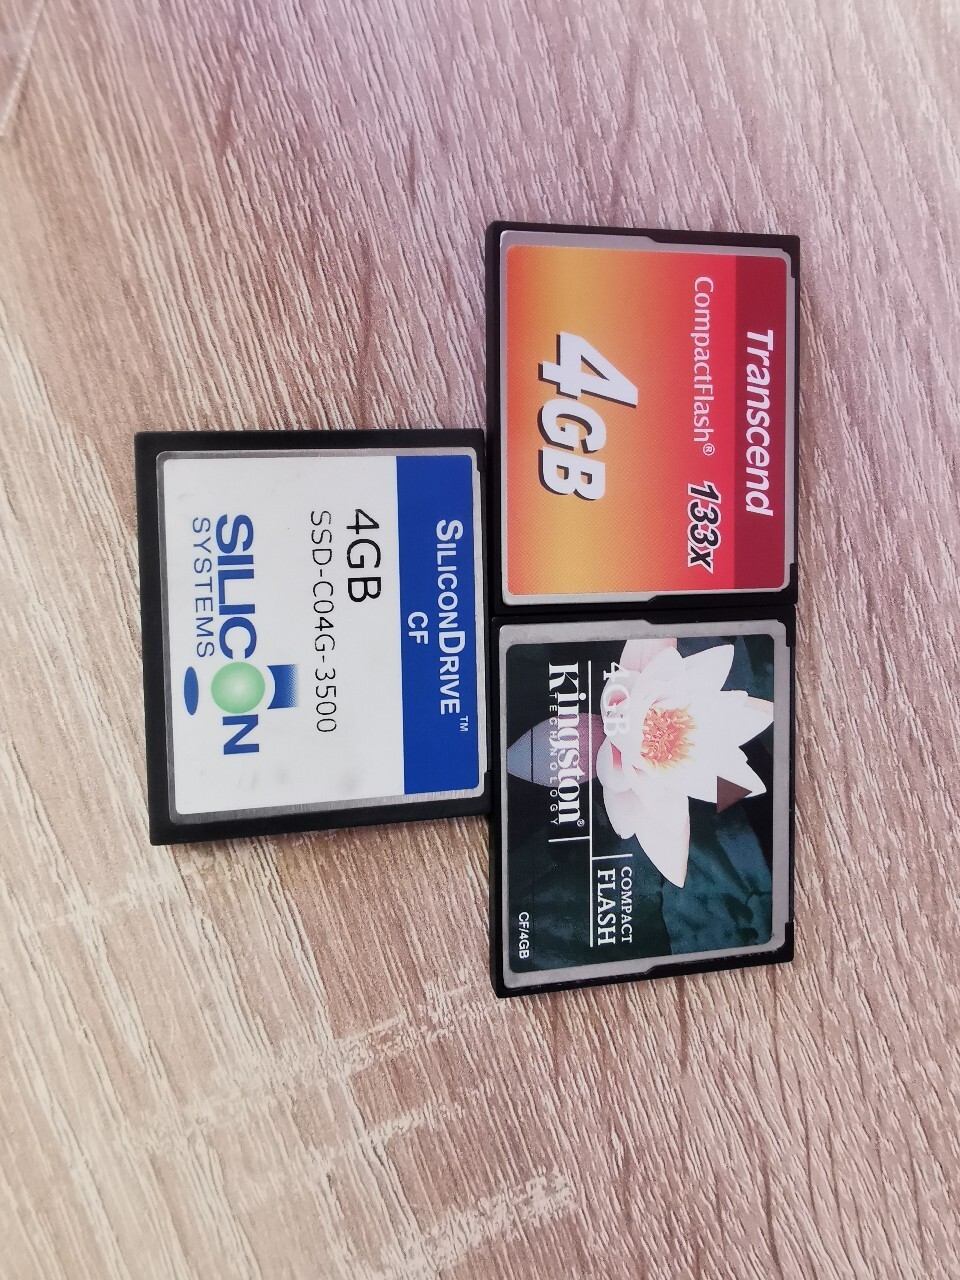 Transcend
CompactFlash® 133x
4GB
SILICONDRIVE™
CF
4GB
SSD-C04G-3500
SILICON
SYSTEMS
4GB
Kingston®
TECHNOLOGY
COMPACT
FLASH
CF/4GB